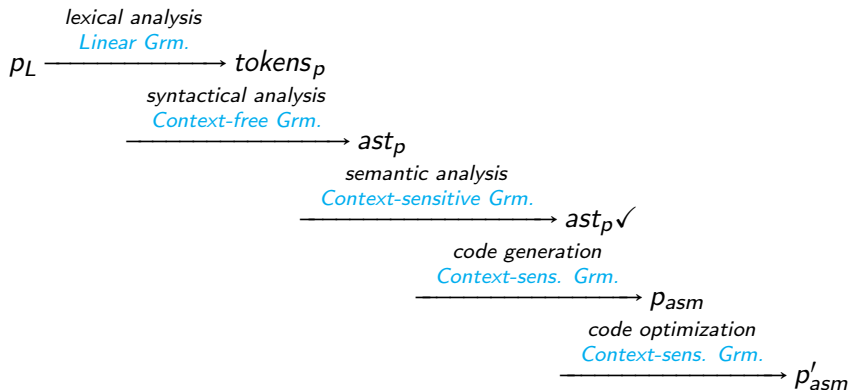 lexical analysis
Linear Grm.
p_L ⟶ tokens_p
syntactical analysis
Context-free Grm.
⟶ ast_p
semantic analysis
Context-sensitive Grm.
⟶ ast_p ✓
code generation
Context-sens. Grm.
⟶ p_asm
code optimization
Context-sens. Grm.
⟶ p'_asm